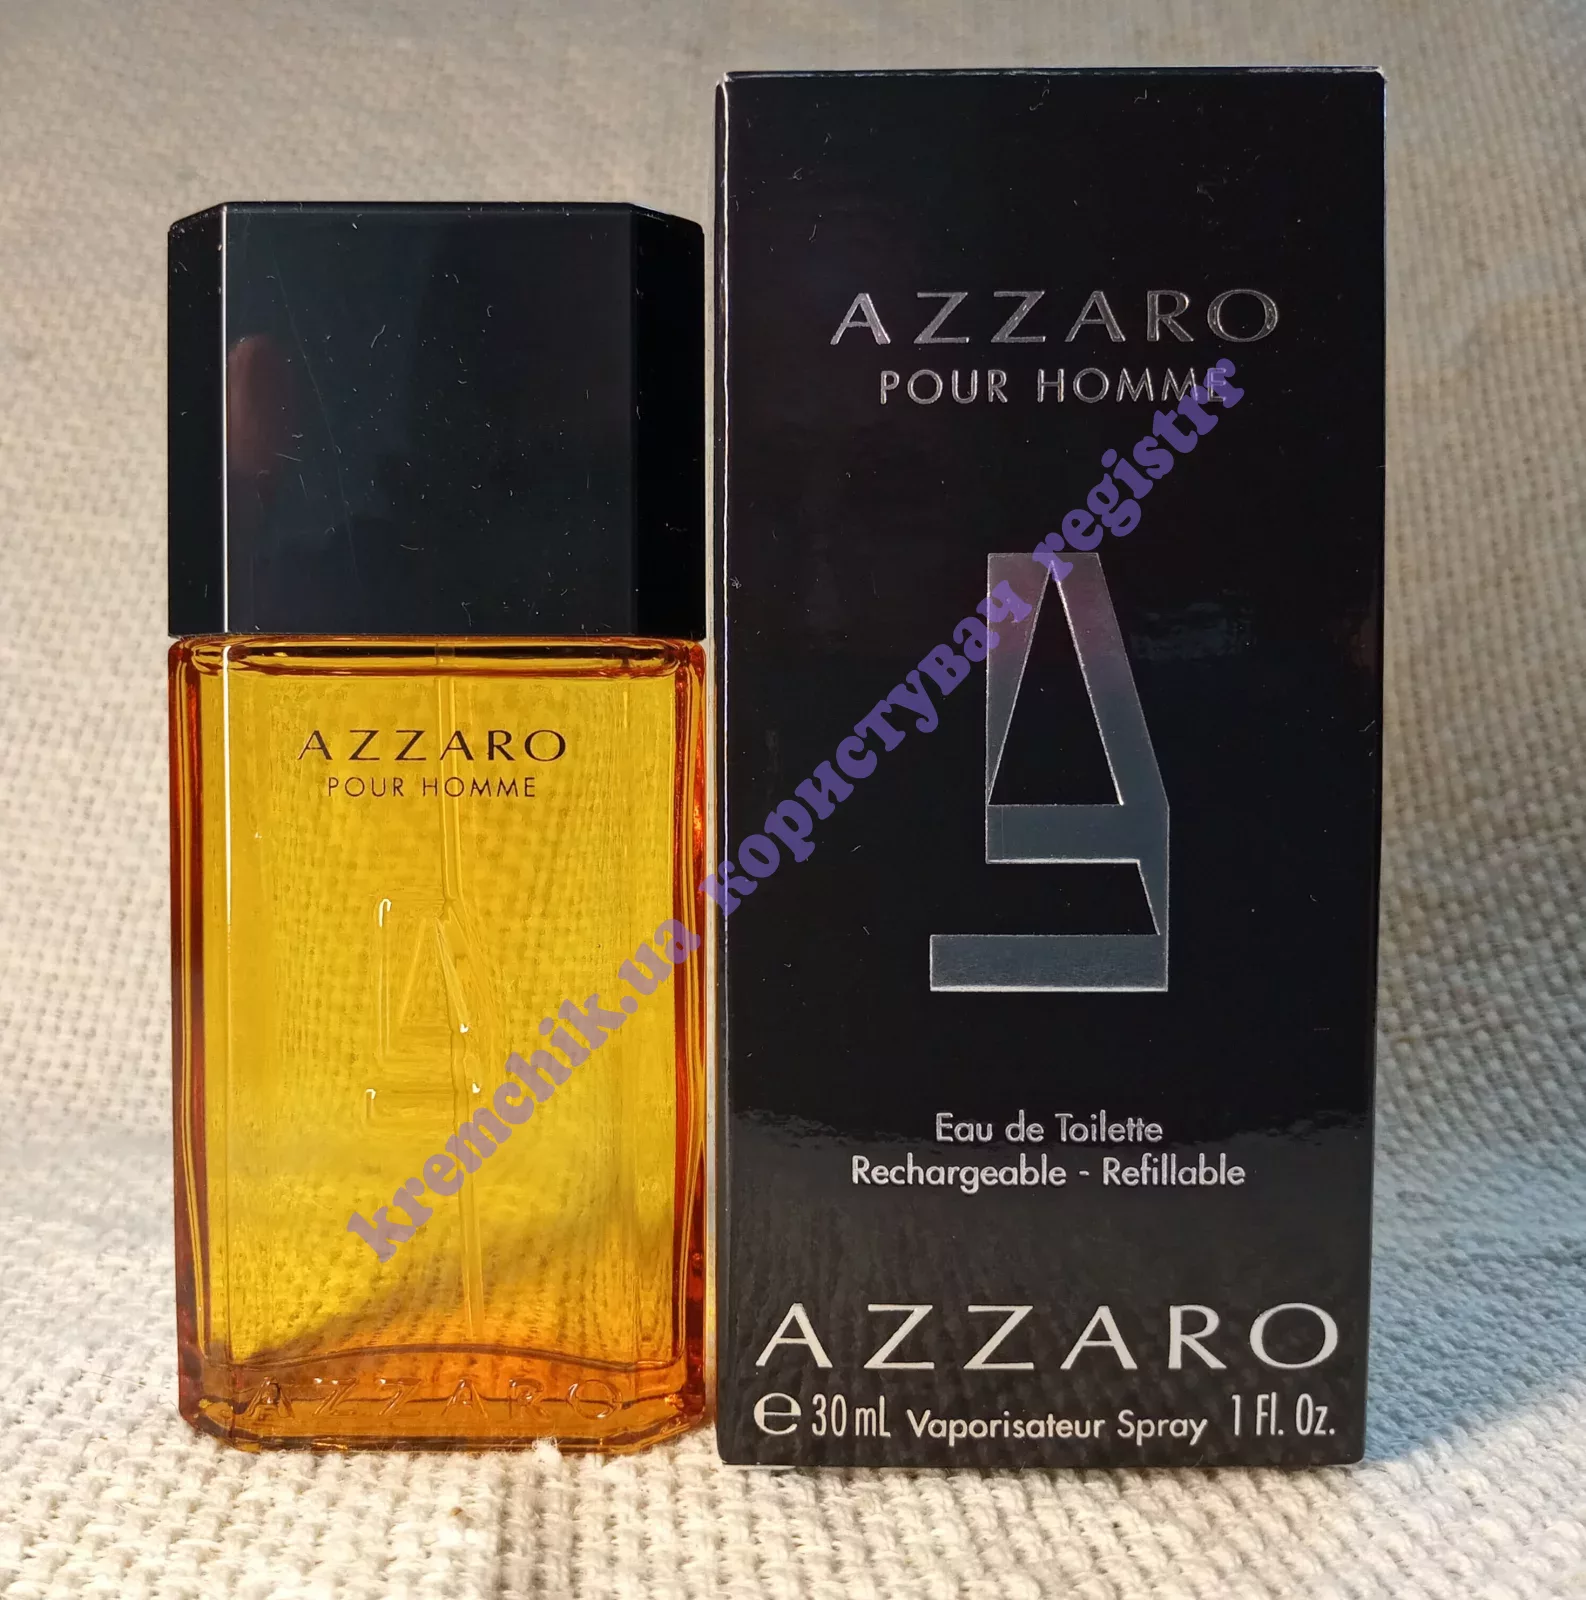 AZZARO
POUR HOMME
AZZARO
AZZARO
POUR HOMME
Eau de Toilette
Rechargeable - Refillable
AZZARO
e 30 mL Vaporisateur Spray 1 Fl. Oz.
kremchik.ua користувач registrr